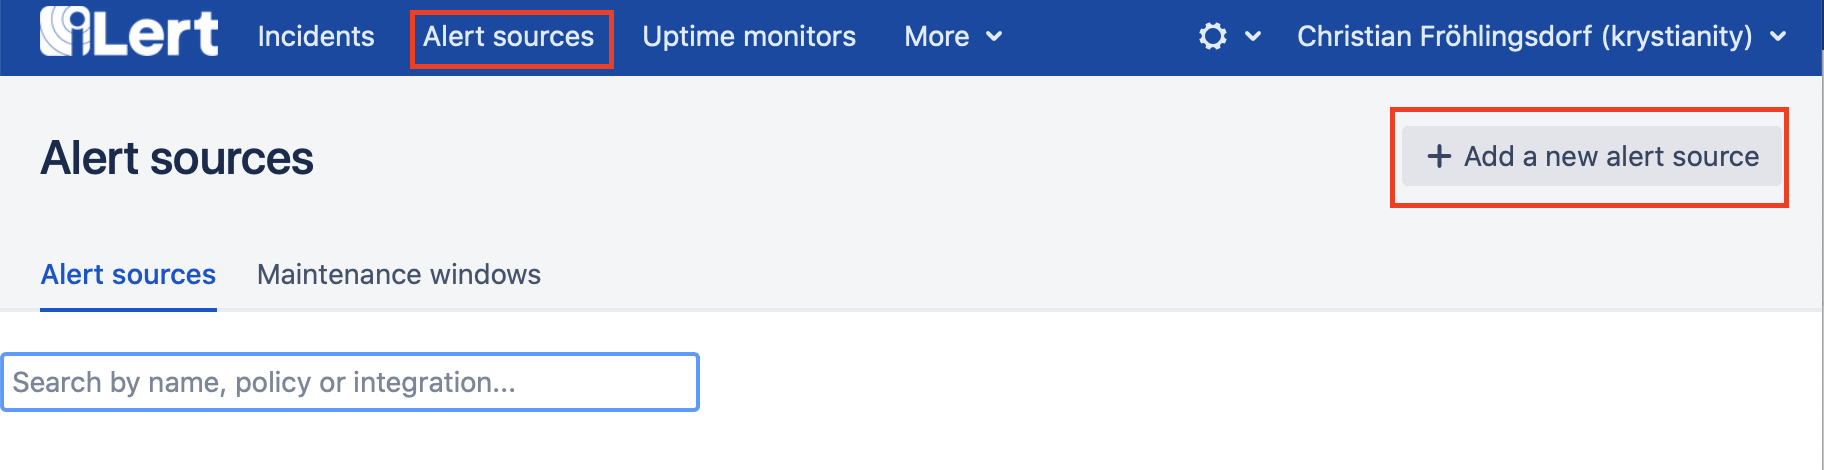 iLert Incidents Alert sources Uptime monitors More Christian Fröhlingsdorf (krystianity)
Alert sources
+ Add a new alert source
Alert sources Maintenance windows
Search by name, policy or integration...